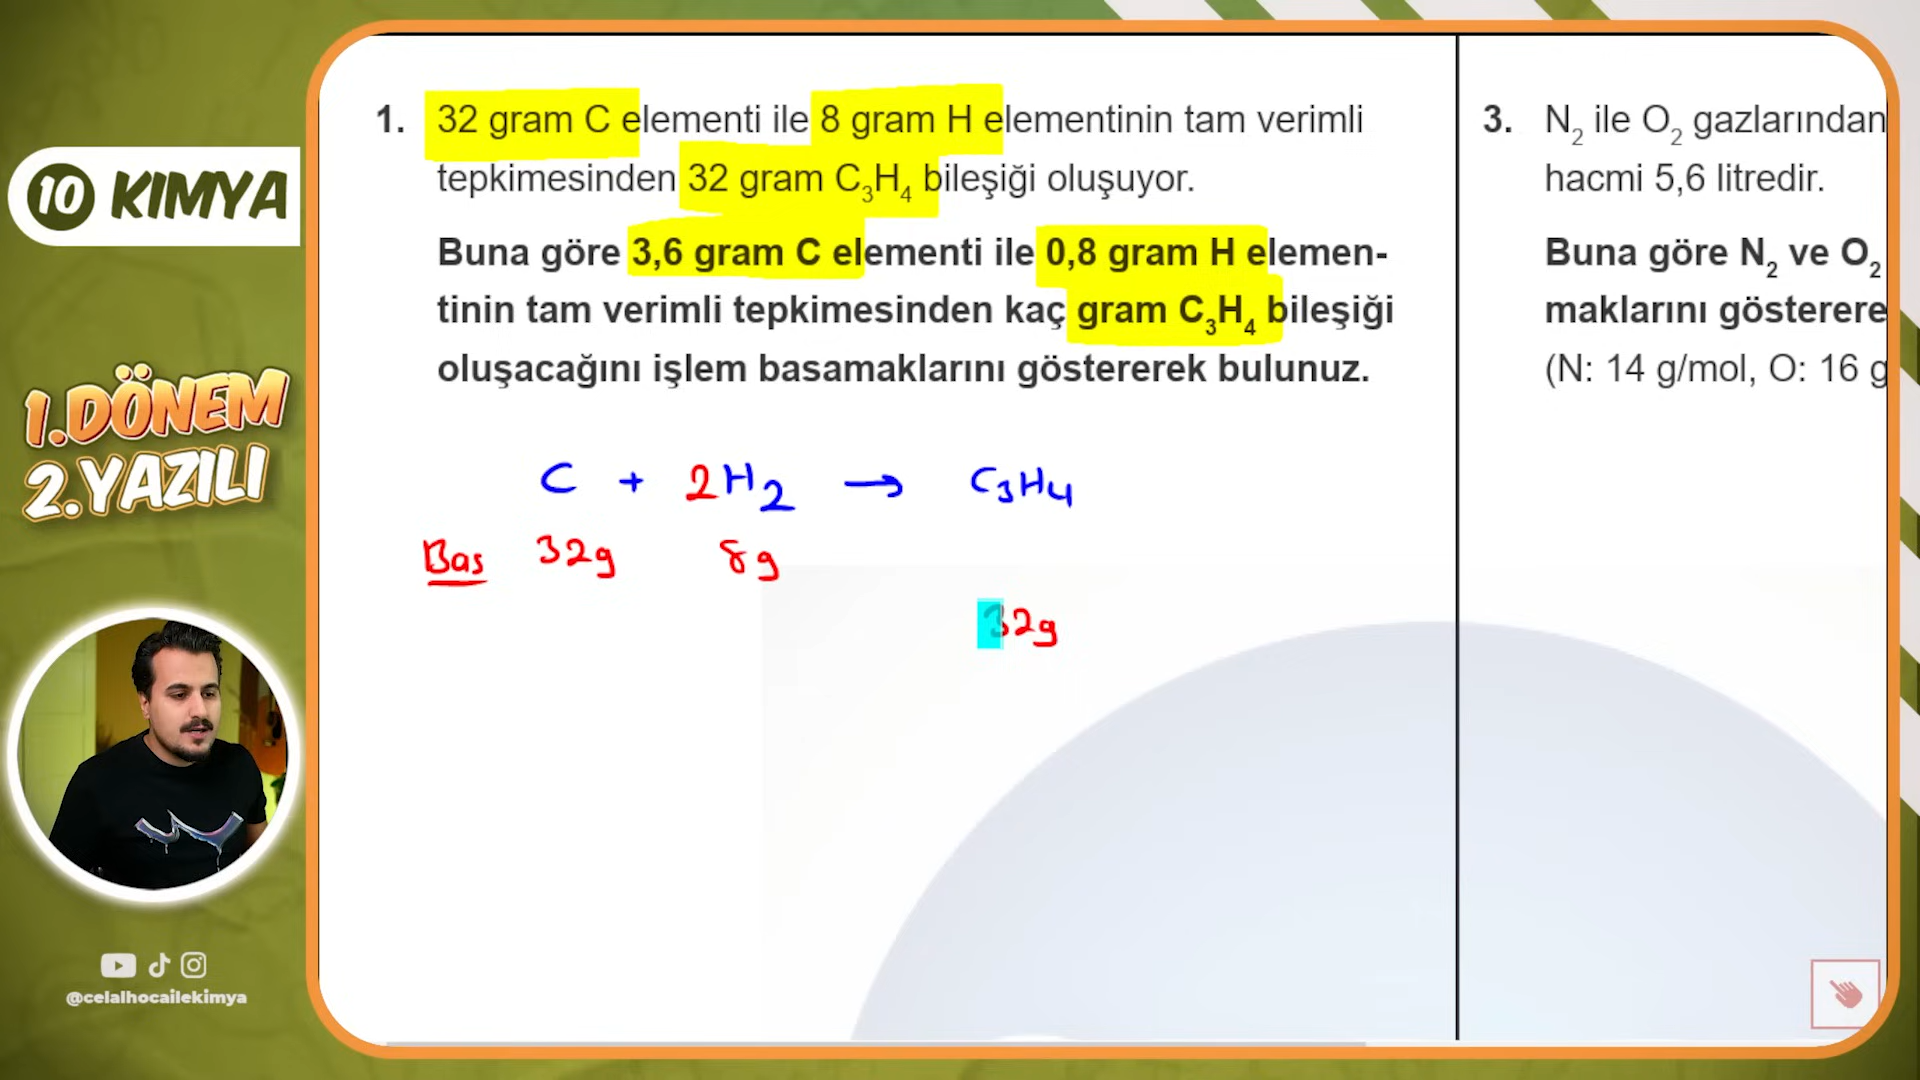 10 KIMYA
1.DÖNEM
2.YAZILI
@celalhocailekimya
1. 32 gram C elementi ile 8 gram H elementinin tam verimli
tepkimesinden 32 gram C₃H₄ bileşiği oluşuyor.
Buna göre 3,6 gram C elementi ile 0,8 gram H elemen-
tinin tam verimli tepkimesinden kaç gram C₃H₄ bileşiği
oluşacağını işlem basamaklarını göstererek bulunuz.
C + 2H₂ → C₃H₄
Bas 32g 8g
32g
3. N₂ ile O₂ gazlarından
hacmi 5,6 litredir.
Buna göre N₂ ve O₂
maklarını göstere
(N: 14 g/mol, O: 16 g